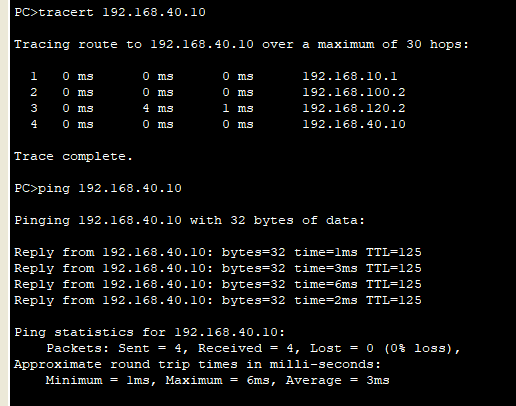 PC>tracert 192.168.40.10
Tracing route to 192.168.40.10 over a maximum of 30 hops:
1 0 ms 0 ms 0 ms 192.168.10.1
2 0 ms 0 ms 0 ms 192.168.100.2
3 0 ms 4 ms 1 ms 192.168.120.2
4 0 ms 0 ms 0 ms 192.168.40.10
Trace complete.
PC>ping 192.168.40.10
Pinging 192.168.40.10 with 32 bytes of data:
Reply from 192.168.40.10: bytes=32 time=1ms TTL=125
Reply from 192.168.40.10: bytes=32 time=3ms TTL=125
Reply from 192.168.40.10: bytes=32 time=6ms TTL=125
Reply from 192.168.40.10: bytes=32 time=2ms TTL=125
Ping statistics for 192.168.40.10:
Packets: Sent = 4, Received = 4, Lost = 0 (0% loss),
Approximate round trip times in milli-seconds:
Minimum = 1ms, Maximum = 6ms, Average = 3ms